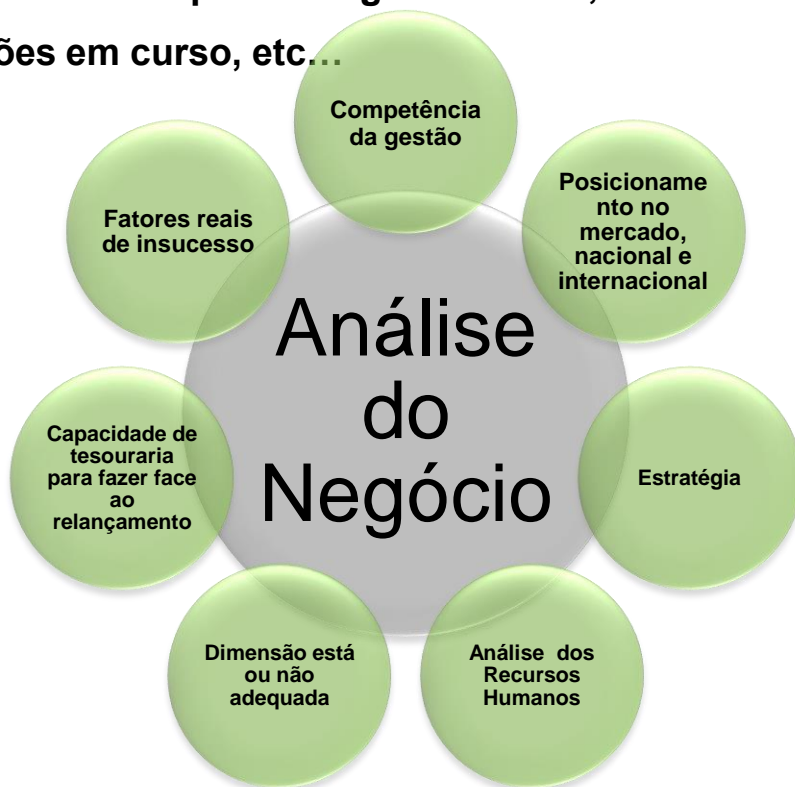 ões em curso, etc…
Competência
da gestão
Posicioname
nto no
mercado,
nacional e
internacional
Estratégia
Análise dos
Recursos
Humanos
Dimensão está
ou não
adequada
Capacidade de
tesouraria
para fazer face
ao
relançamento
Fatores reais
de insucesso
Análise
do
Negócio